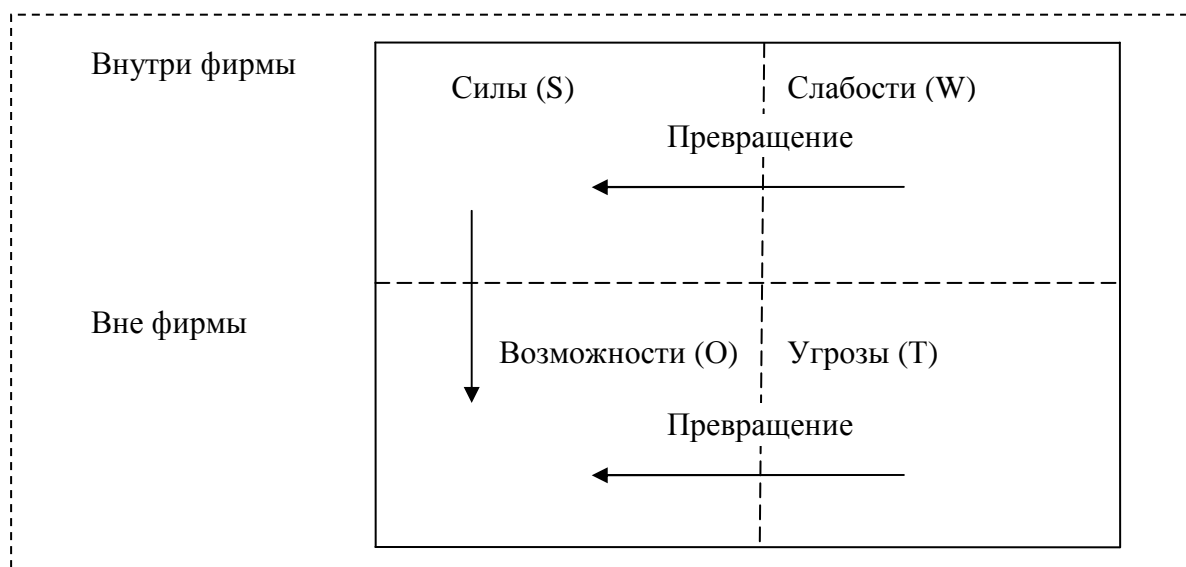 Внутри фирмы
Силы (S)
Слабости (W)
Превращение
Вне фирмы
Возможности (O)
Угрозы (T)
Превращение